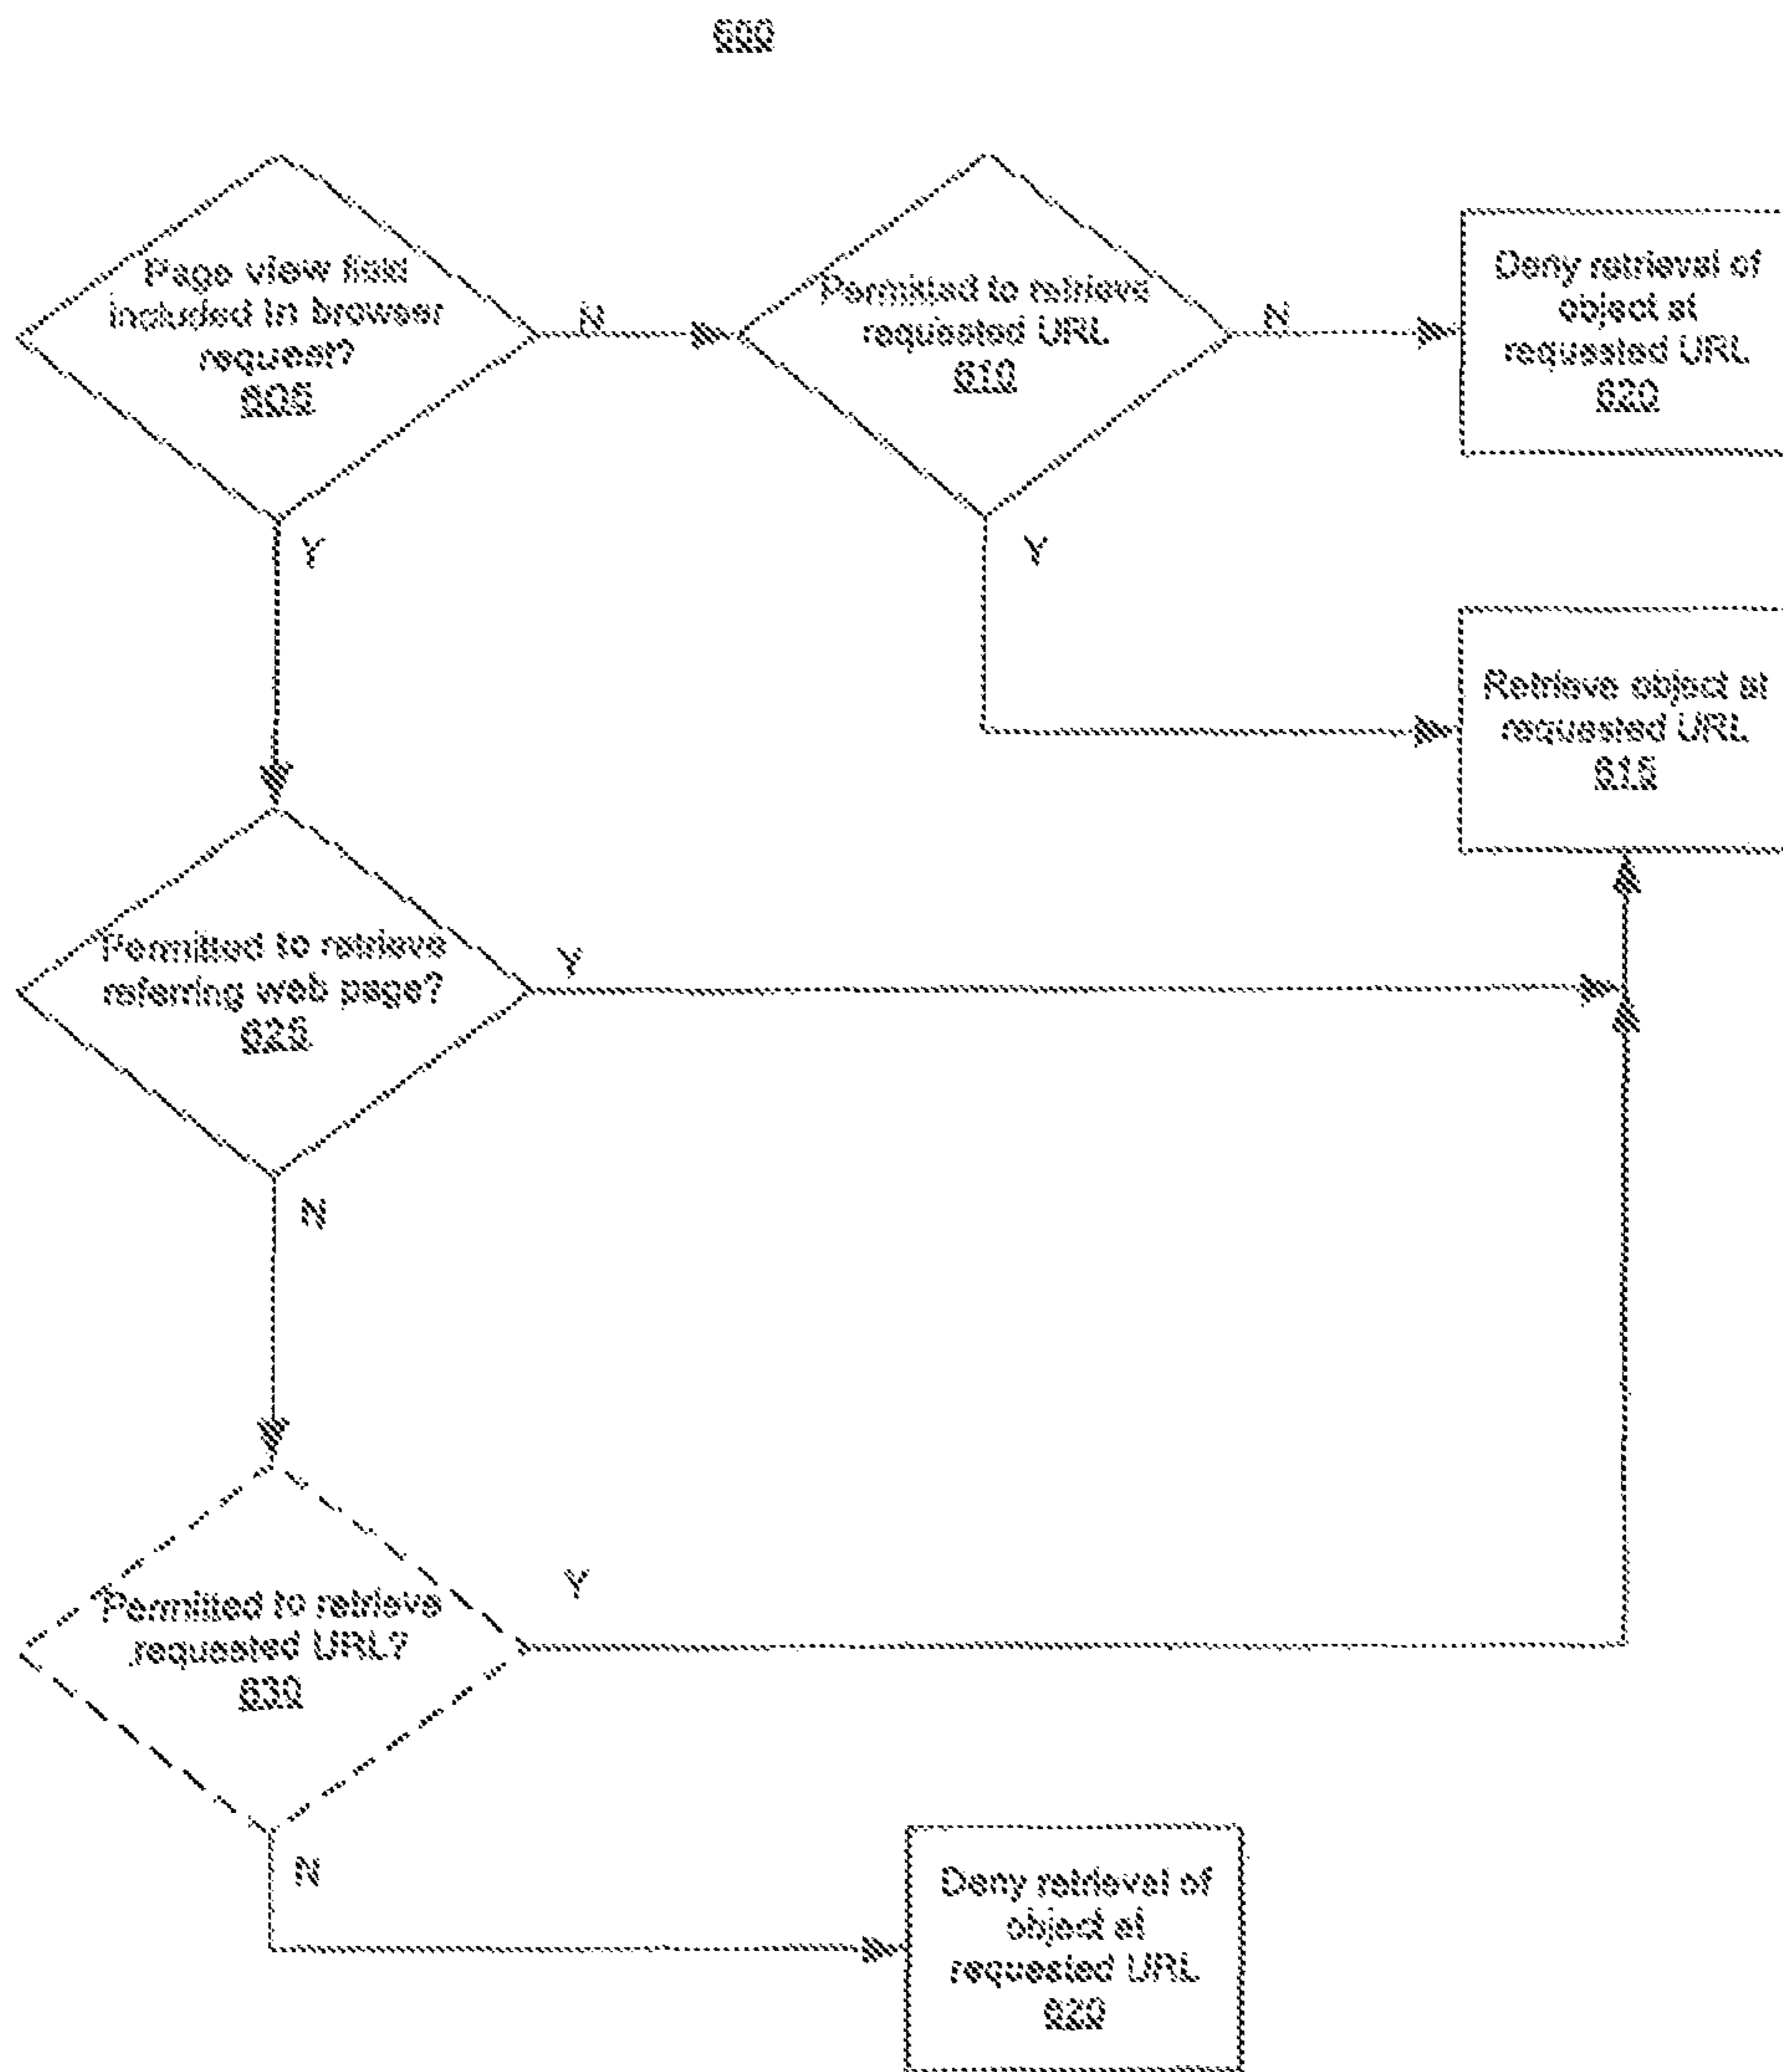 600
Page view field
included in browser
request?
605
N
Permitted to retrieve
requested URL
610
N
Deny retrieval of
object at
requested URL
620
Y
Y
Retrieve object at
requested URL
615
Permitted to retrieve
referring web page?
625
Y
N
Permitted to retrieve
requested URL?
630
Y
N
Deny retrieval of
object at
requested URL
620